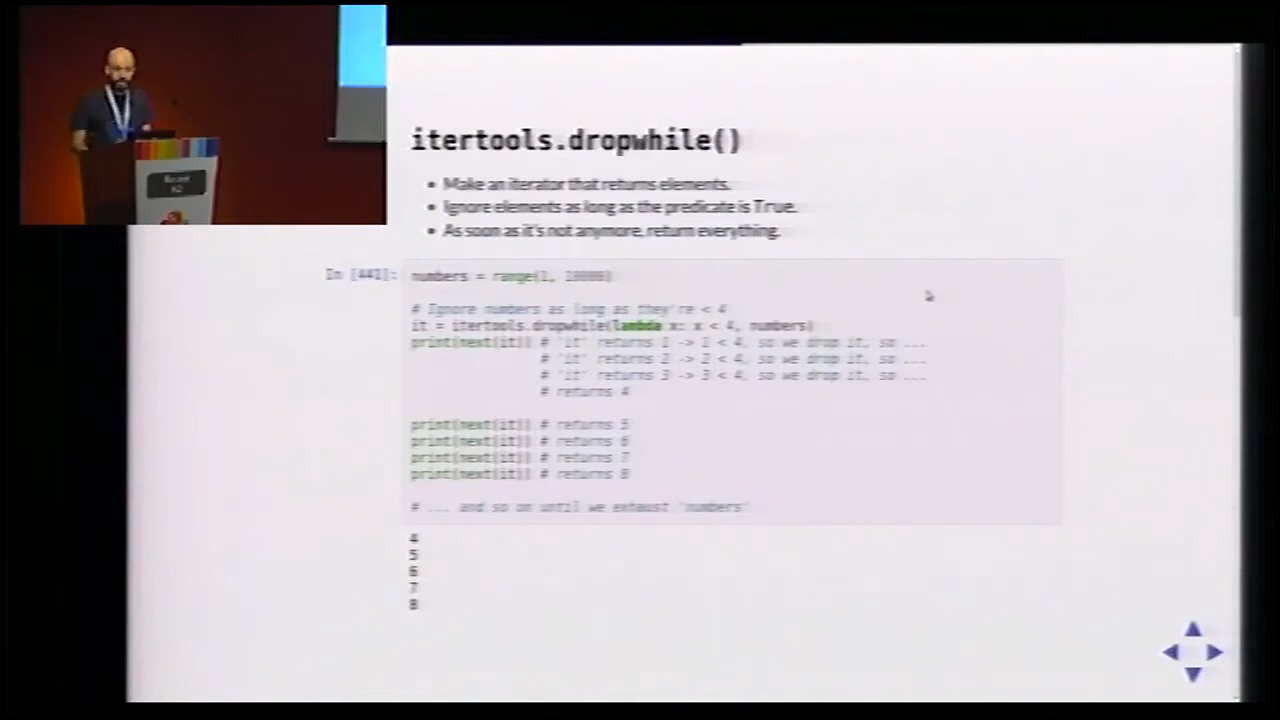 itertools.dropwhile()
Make an iterator that returns elements.
Ignore elements as long as the predicate is True.
As soon as it's not anymore, return everything.
In [441]:
numbers = range(1, 10000)
# Ignore numbers as long as they're < 4
it = itertools.dropwhile(lambda x: x < 4, numbers)
print(next(it)) # 'it' returns 1 -> 1 < 4, so we drop it, so ...
# 'it' returns 2 -> 2 < 4, so we drop it, so ...
# 'it' returns 3 -> 3 < 4, so we drop it, so ...
# returns 4
print(next(it)) # returns 5
print(next(it)) # returns 6
print(next(it)) # returns 7
print(next(it)) # returns 8
# ... and so on until we exhaust 'numbers'
4
5
6
7
8